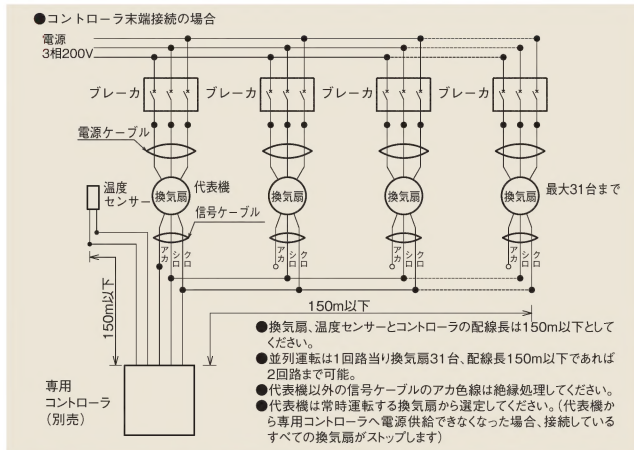 ●コントローラ末端接続の場合
電源
3相200V
ブレーカ
ブレーカ
ブレーカ
ブレーカ
電源ケーブル
温度
センサー
換気扇
代表機
換気扇
換気扇
換気扇
最大31台まで
信号ケーブル
アカ
シロ
クロ
アカ
シロ
クロ
アカ
シロ
クロ
アカ
シロ
クロ
150m以下
150m以下
専用
コントローラ
(別売)
●換気扇、温度センサーとコントローラの配線長は150m以下として
ください。
●並列運転は1回路当り換気扇31台、配線長150m以下であれば
2回路まで可能。
●代表機以外の信号ケーブルのアカ色線は絶縁処理してください。
●代表機は常時運転する換気扇から選定してください。(代表機か
ら専用コントローラへ電源供給できなくなった場合、接続している
すべての換気扇がストップします)